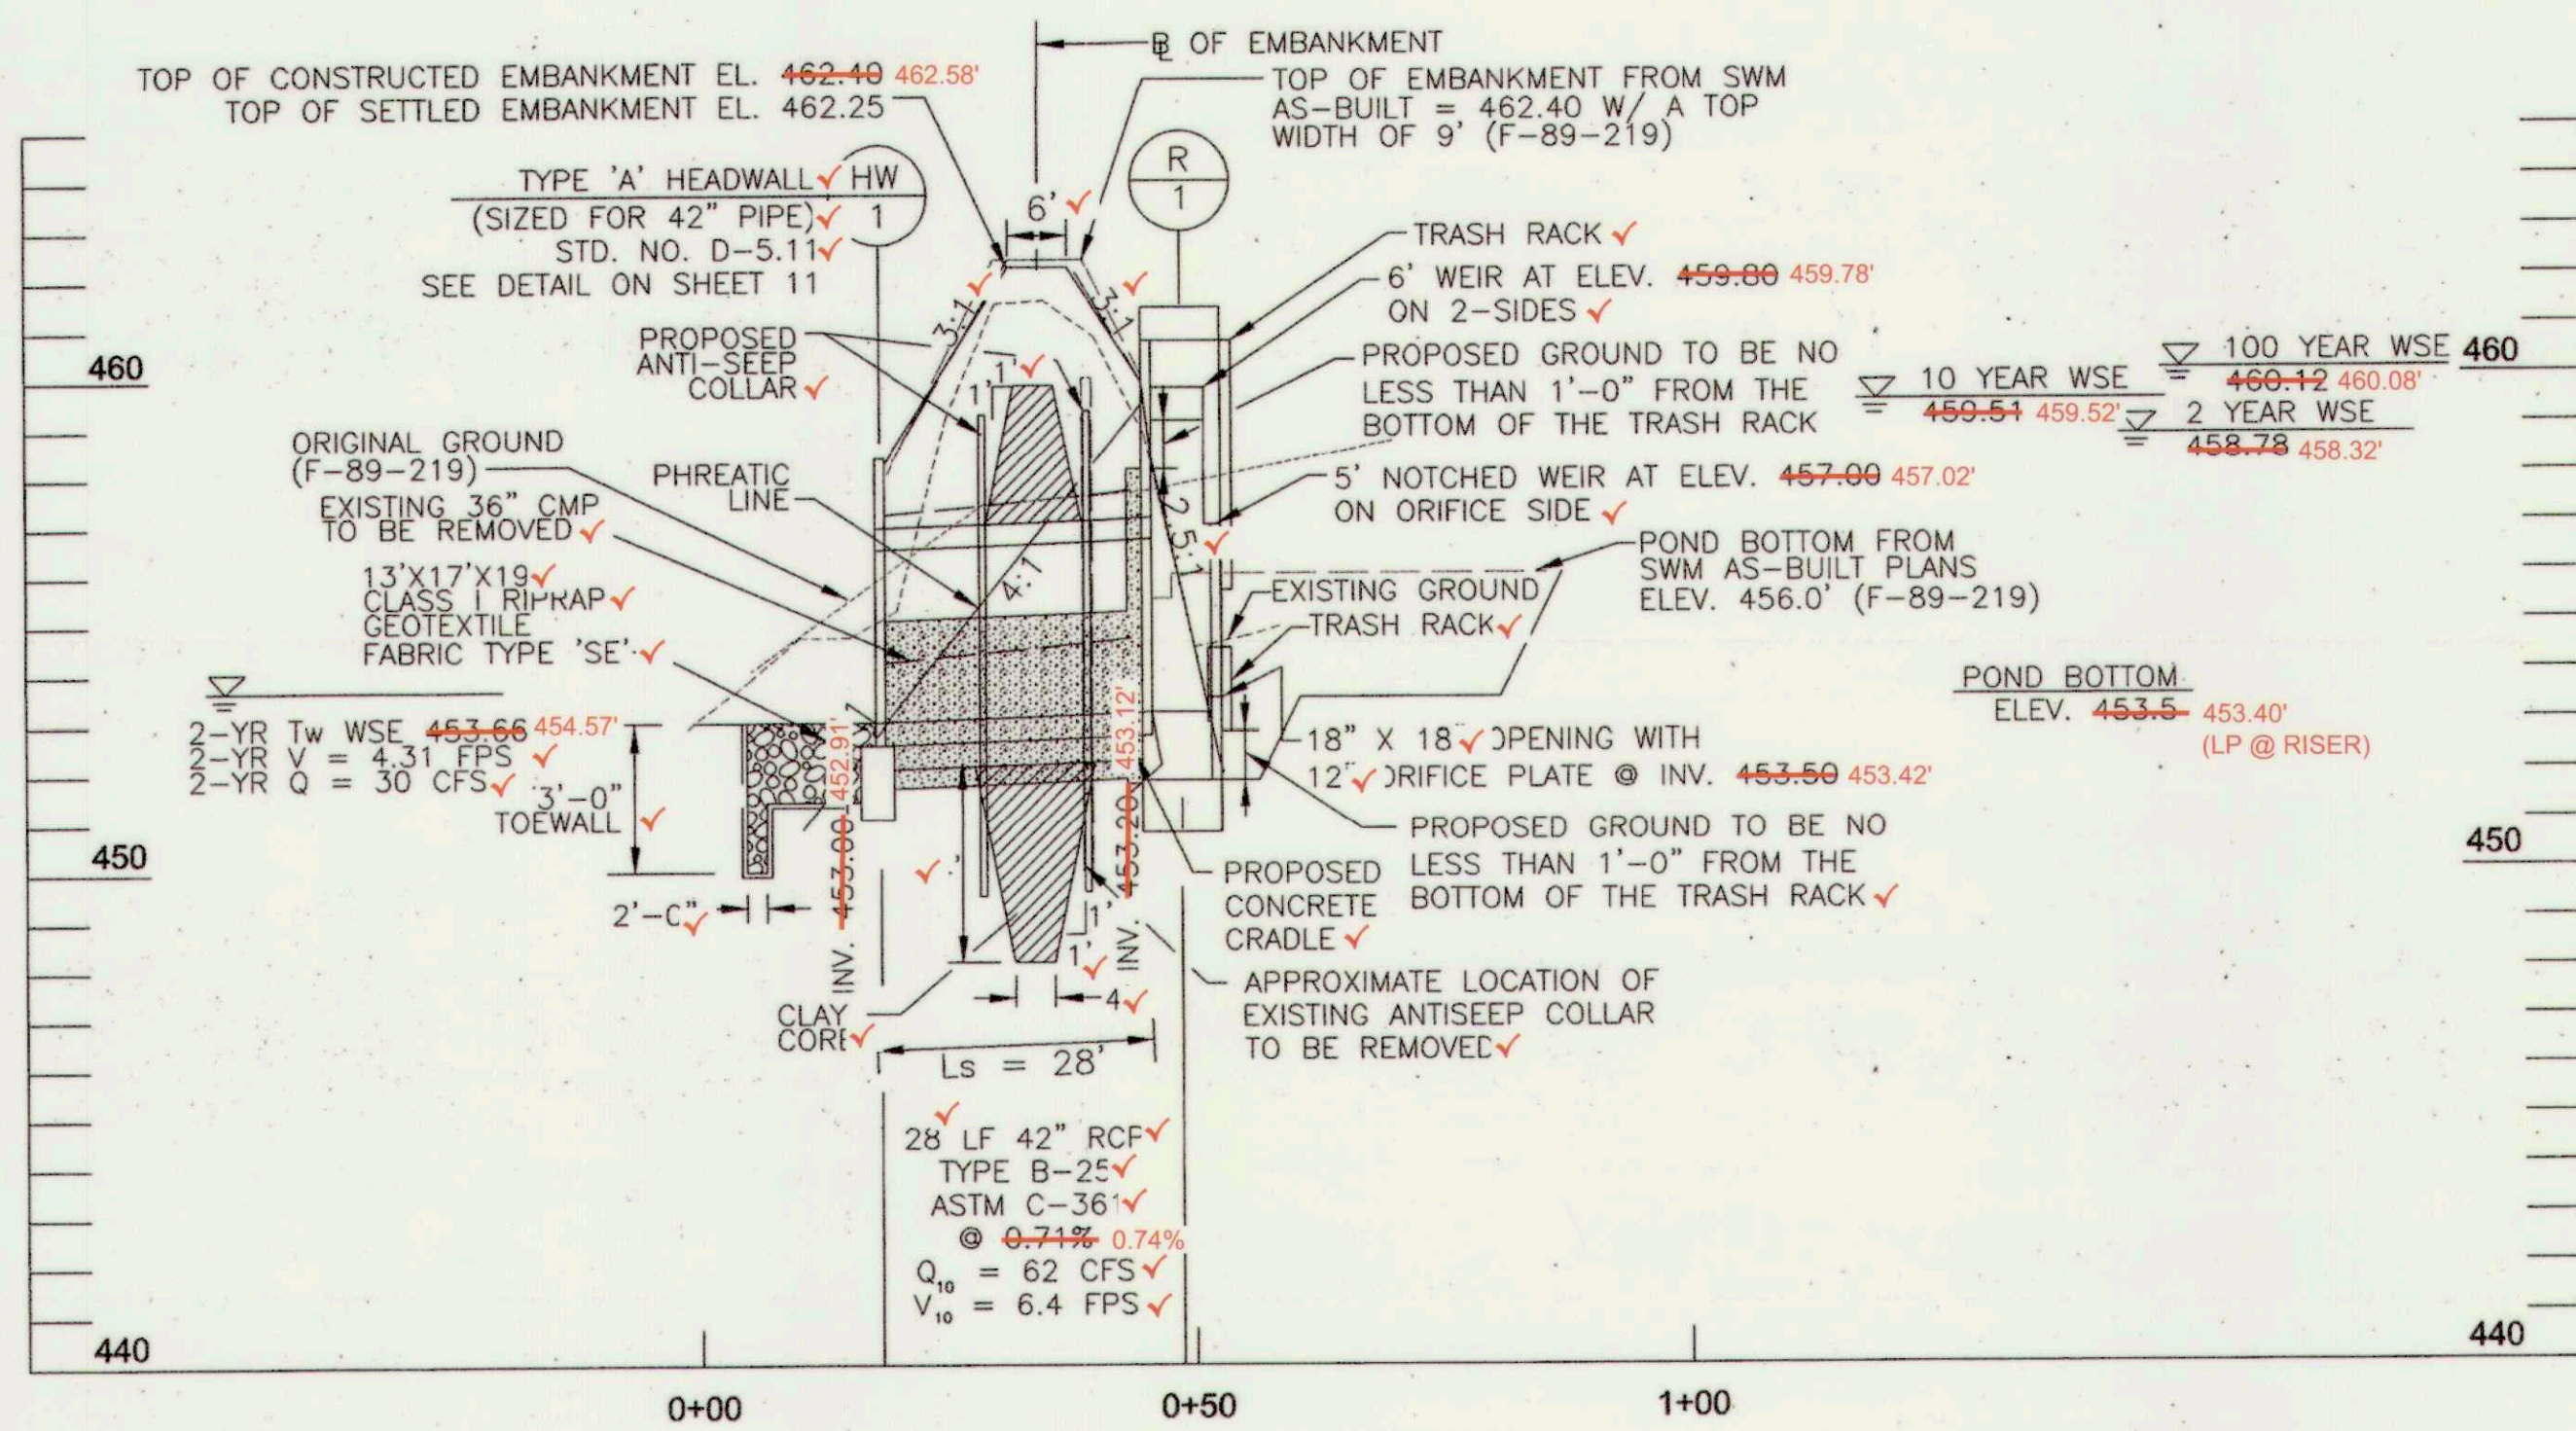 ℄ OF EMBANKMENT
TOP OF CONSTRUCTED EMBANKMENT EL. 462.40 462.58'
TOP OF SETTLED EMBANKMENT EL. 462.25
TOP OF EMBANKMENT FROM SWM
AS-BUILT = 462.40 W/ A TOP
WIDTH OF 9' (F-89-219)
TYPE 'A' HEADWALL✓ HW
(SIZED FOR 42" PIPE)✓ 1
STD. NO. D-5.11✓
SEE DETAIL ON SHEET 11
6' ✓
R
1
TRASH RACK ✓
6' WEIR AT ELEV. 459.80 459.78'
ON 2-SIDES ✓
3:1 ✓
3:1 ✓
PROPOSED
ANTI-SEEP
COLLAR ✓
1' ✓
1'
PROPOSED GROUND TO BE NO
LESS THAN 1'-0" FROM THE
BOTTOM OF THE TRASH RACK
460
100 YEAR WSE 460
460.12 460.08'
10 YEAR WSE
459.51 459.52'
2 YEAR WSE
458.78 458.32'
ORIGINAL GROUND
(F-89-219)
PHREATIC
LINE
EXISTING 36" CMP
TO BE REMOVED ✓
5' NOTCHED WEIR AT ELEV. 457.00 457.02'
ON ORIFICE SIDE ✓
2.5:1 ✓
4:1
13'X17'X19✓
CLASS I RIPRAP✓
GEOTEXTILE
FABRIC TYPE 'SE' ✓
POND BOTTOM FROM
SWM AS-BUILT PLANS
ELEV. 456.0' (F-89-219)
EXISTING GROUND
TRASH RACK✓
2-YR Tw WSE 453.66 454.57'
2-YR V = 4.31 FPS ✓
2-YR Q = 30 CFS✓
3'-0"
TOEWALL ✓
POND BOTTOM
ELEV. 453.5 453.40'
(LP @ RISER)
18" X 18 ✓ OPENING WITH
12" ✓ ORIFICE PLATE @ INV. 453.50 453.42'
INV. 453.00 452.91'
INV. 453.20 453.12'
450
450
PROPOSED GROUND TO BE NO
LESS THAN 1'-0" FROM THE
BOTTOM OF THE TRASH RACK ✓
PROPOSED
CONCRETE
CRADLE ✓
2'-0" ✓
✓
1'
1' ✓
4 ✓
CLAY
CORE✓
APPROXIMATE LOCATION OF
EXISTING ANTISEEP COLLAR
TO BE REMOVED✓
Ls = 28'
✓
28 LF 42" RCP✓
TYPE B-25✓
ASTM C-361✓
@ 0.71% 0.74%
Q10 = 62 CFS ✓
V10 = 6.4 FPS ✓
440
440
0+00
0+50
1+00